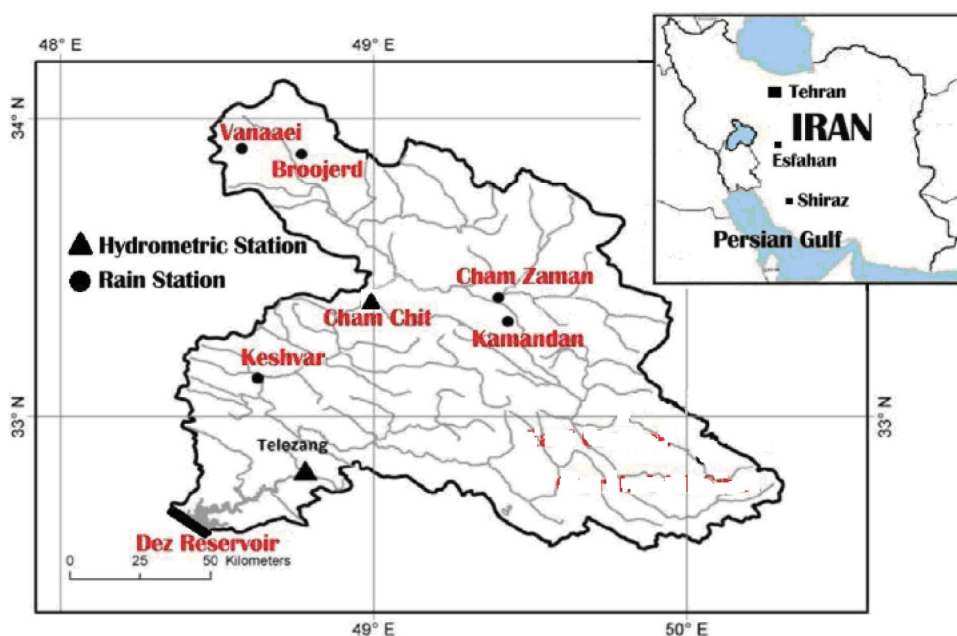 48° E
49° E
34° N
Vanaaei
Broojerd
Hydrometric Station
Rain Station
Cham Zaman
Cham Chit
Kamandan
Keshvar
33° N
33° N
Telezang
Dez Reservoir
0 25 50 Kilometers
49° E
50° E
Tehran
IRAN
Esfahan
Shiraz
Persian Gulf